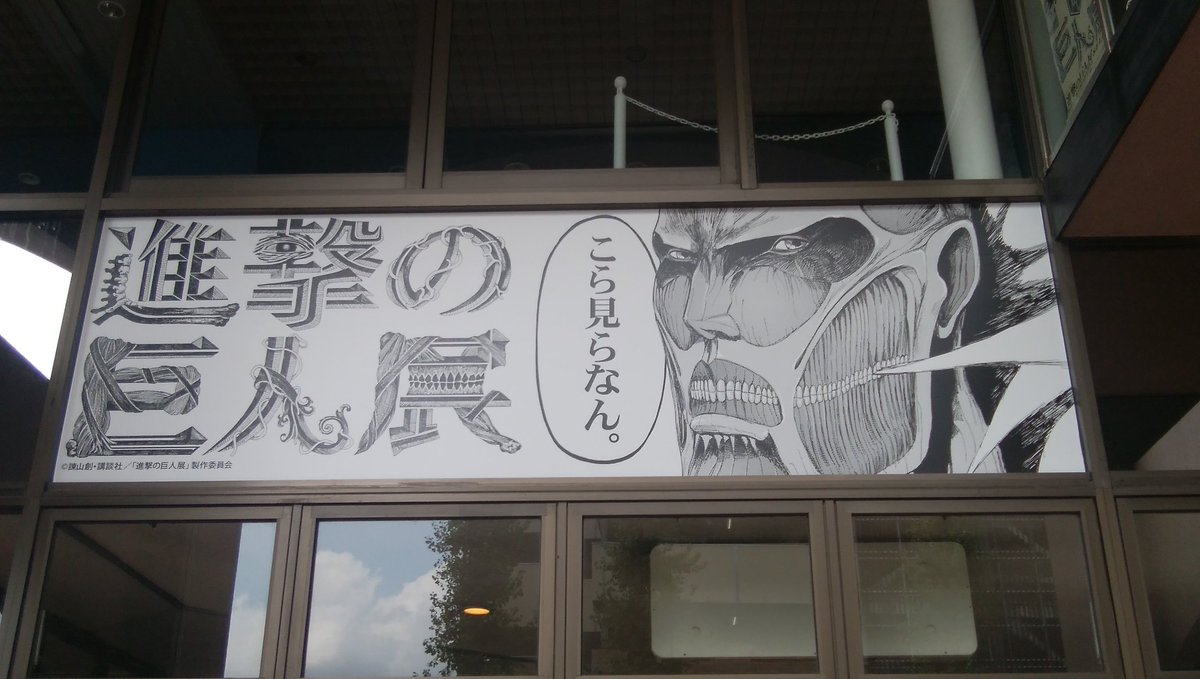 進撃の
巨人展
こら見らなん。
©諫山創・講談社／「進撃の巨人展」製作委員会